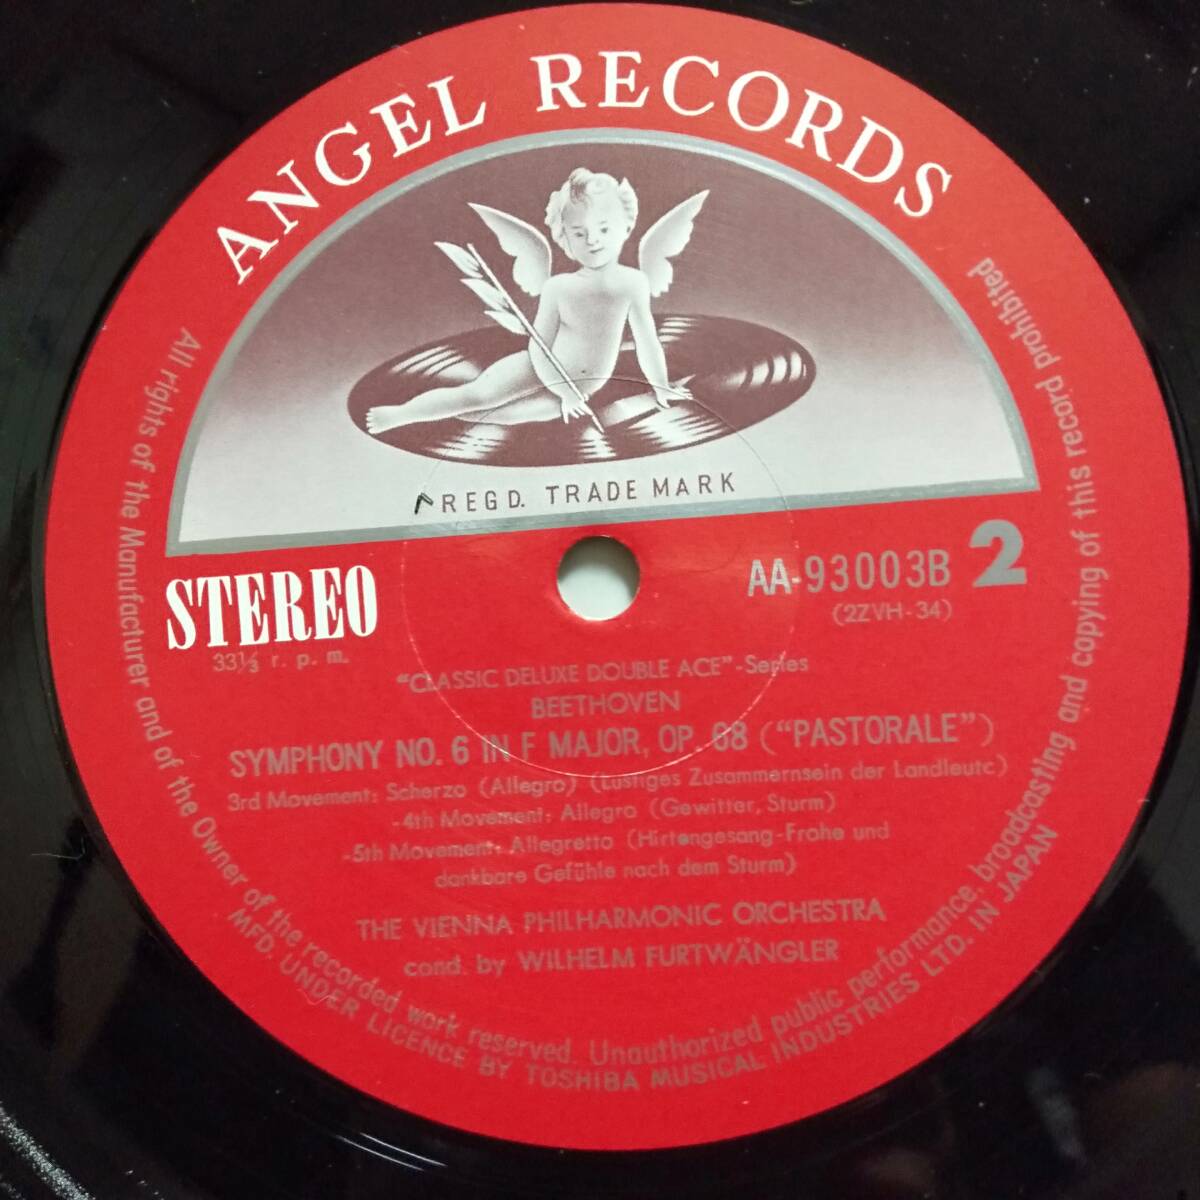 ANGEL RECORDS
REGD. TRADE MARK
STEREO
33⅓ r. p. m.
AA-93003B 2
(2ZVH-34)
"CLASSIC DELUXE DOUBLE ACE"-Series
BEETHOVEN
SYMPHONY NO. 6 IN F MAJOR, OP. 68 ("PASTORALE")
3rd Movement: Scherzo (Allegro) (Lustiges Zusammernsein der Landleutc)
-4th Movement: Allegro (Gewitter, Sturm)
-5th Movement: Allegretto (Hirtengesang-Frohe und
dankbare Gefühle nach dem Sturm)
THE VIENNA PHILHARMONIC ORCHESTRA
cond. by WILHELM FURTWÄNGLER
All rights of the Manufacturer and of the Owner of the recorded work reserved. Unauthorized public performance, broadcasting and copying of this record prohibited
MFD. UNDER LICENCE BY TOSHIBA MUSICAL INDUSTRIES LTD. IN JAPAN